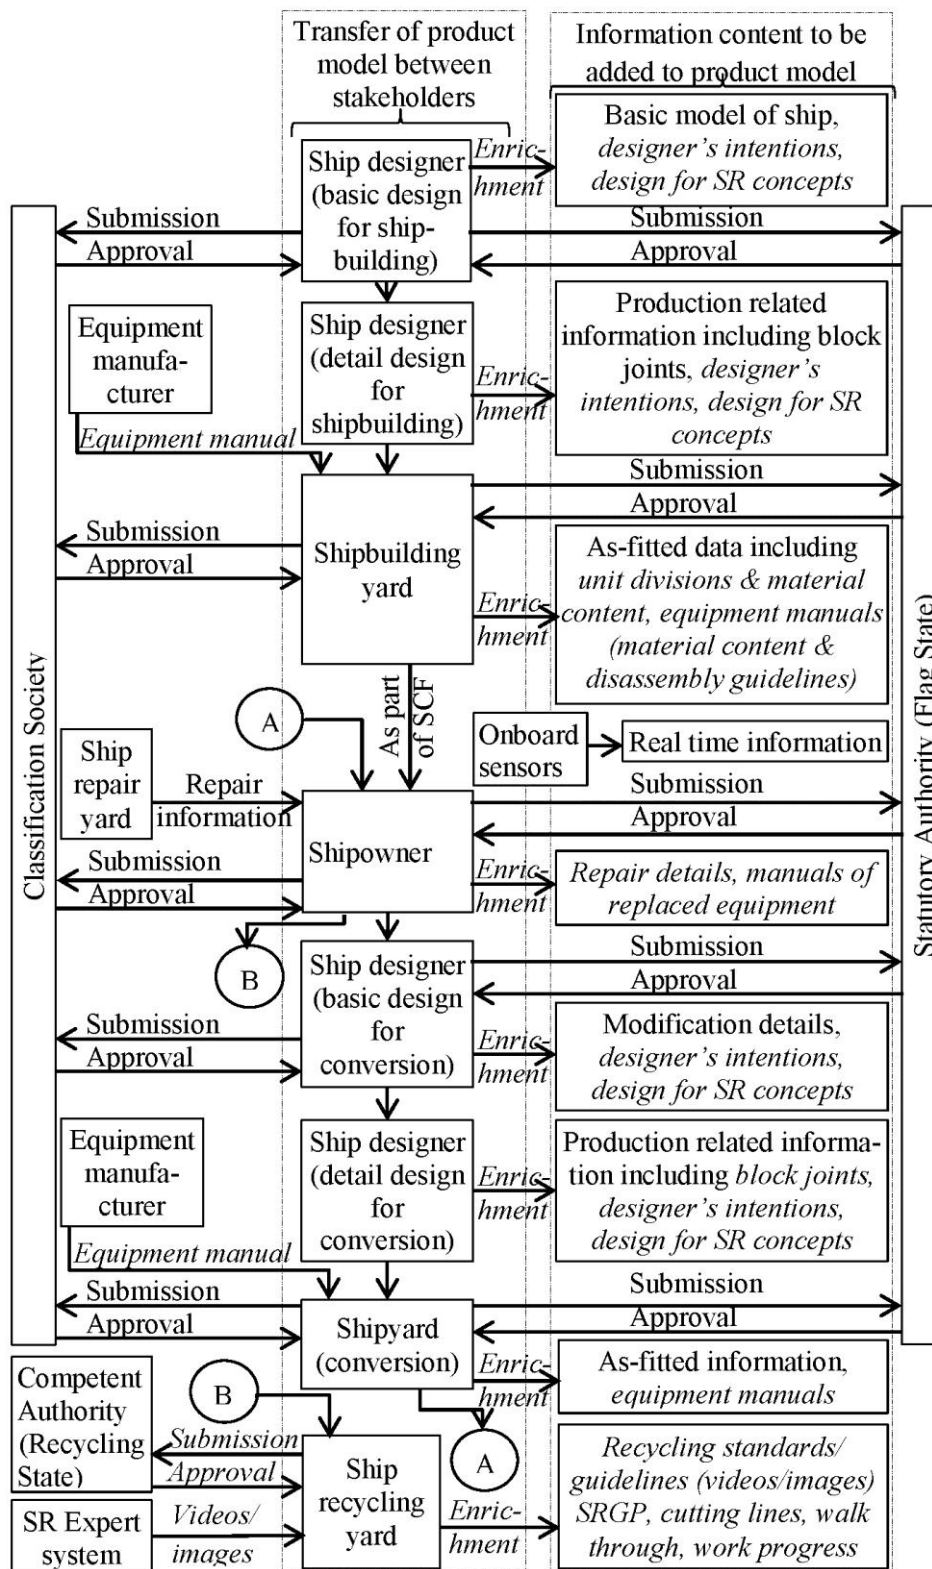 Transfer of product
model between
stakeholders
Information content to be
added to product model
Ship designer
(basic design
for ship-
building)
Enric-
hment
Basic model of ship,
designer's intentions,
design for SR concepts
Submission
Approval
Submission
Approval
Classification Society
Statutory Authority (Flag State)
Equipment
manufa-
cturer
Equipment manual
Ship designer
(detail design
for
shipbuilding)
Enric-
hment
Production related
information including block
joints, designer's
intentions, design for SR
concepts
Submission
Approval
Submission
Approval
Shipbuilding
yard
Enric-
hment
As-fitted data including
unit divisions & material
content, equipment manuals
(material content &
disassembly guidelines)
A
As part
of SCF
Onboard
sensors
Real time information
Ship
repair
yard
Repair
information
Submission
Approval
Shipowner
Submission
Approval
Enric-
hment
Repair details, manuals of
replaced equipment
B
Ship designer
(basic design
for
conversion)
Submission
Approval
Submission
Approval
Enric-
hment
Modification details,
designer's intentions,
design for SR concepts
Equipment
manufa-
cturer
Equipment manual
Ship designer
(detail design
for
conversion)
Enric-
hment
Production related informa-
tion including block joints,
designer's intentions,
design for SR concepts
Submission
Approval
Shipyard
(conversion)
Submission
Approval
Enric-
hment
As-fitted information,
equipment manuals
Competent
Authority
(Recycling
State)
B
A
Submission
Approval
SR Expert
system
Videos/
images
Ship
recycling
yard
Enric-
hment
Recycling standards/
guidelines (videos/images)
SRGP, cutting lines, walk
through, work progress